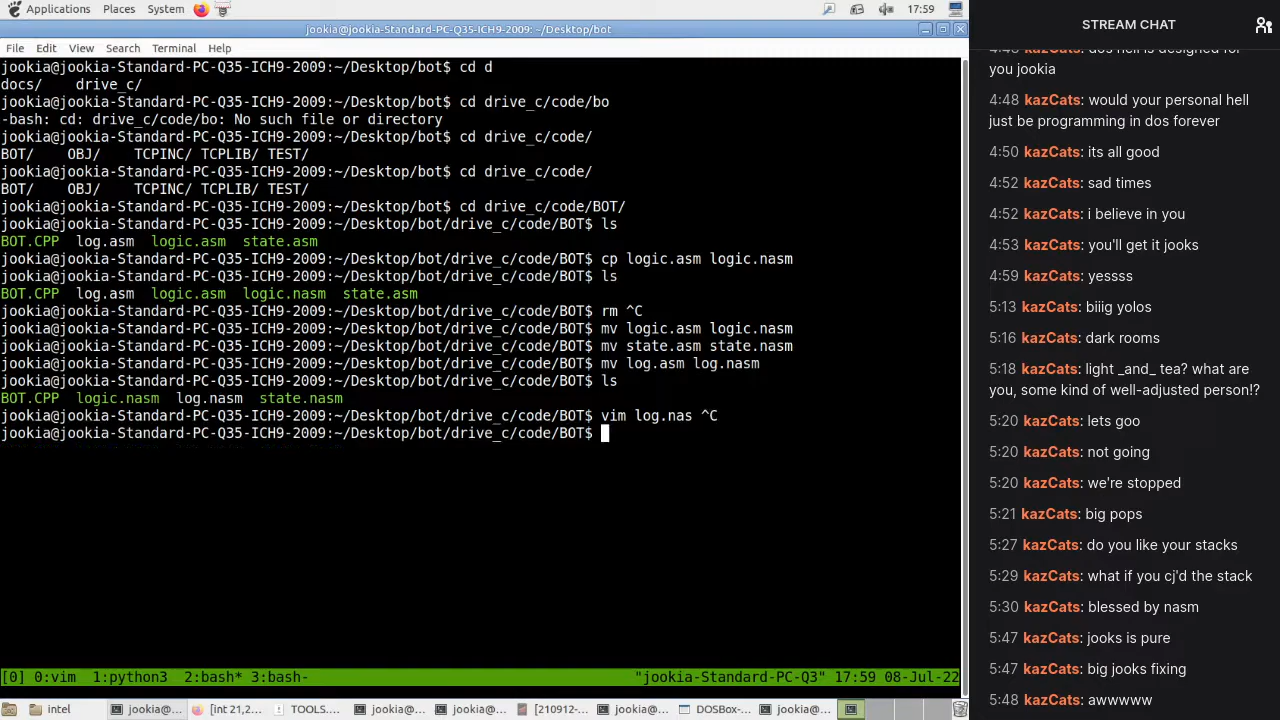 Applications Places System 17:59
jookia@jookia-Standard-PC-Q35-ICH9-2009: ~/Desktop/bot
File Edit View Search Terminal Help
jookia@jookia-Standard-PC-Q35-ICH9-2009:~/Desktop/bot$ cd d
docs/ drive_c/
jookia@jookia-Standard-PC-Q35-ICH9-2009:~/Desktop/bot$ cd drive_c/code/bo
-bash: cd: drive_c/code/bo: No such file or directory
jookia@jookia-Standard-PC-Q35-ICH9-2009:~/Desktop/bot$ cd drive_c/code/
BOT/ OBJ/ TCPINC/ TCPLIB/ TEST/
jookia@jookia-Standard-PC-Q35-ICH9-2009:~/Desktop/bot$ cd drive_c/code/
BOT/ OBJ/ TCPINC/ TCPLIB/ TEST/
jookia@jookia-Standard-PC-Q35-ICH9-2009:~/Desktop/bot$ cd drive_c/code/BOT/
jookia@jookia-Standard-PC-Q35-ICH9-2009:~/Desktop/bot/drive_c/code/BOT$ ls
BOT.CPP log.asm logic.asm state.asm
jookia@jookia-Standard-PC-Q35-ICH9-2009:~/Desktop/bot/drive_c/code/BOT$ cp logic.asm logic.nasm
jookia@jookia-Standard-PC-Q35-ICH9-2009:~/Desktop/bot/drive_c/code/BOT$ ls
BOT.CPP log.asm logic.asm logic.nasm state.asm
jookia@jookia-Standard-PC-Q35-ICH9-2009:~/Desktop/bot/drive_c/code/BOT$ rm ^C
jookia@jookia-Standard-PC-Q35-ICH9-2009:~/Desktop/bot/drive_c/code/BOT$ mv logic.asm logic.nasm
jookia@jookia-Standard-PC-Q35-ICH9-2009:~/Desktop/bot/drive_c/code/BOT$ mv state.asm state.nasm
jookia@jookia-Standard-PC-Q35-ICH9-2009:~/Desktop/bot/drive_c/code/BOT$ mv log.asm log.nasm
jookia@jookia-Standard-PC-Q35-ICH9-2009:~/Desktop/bot/drive_c/code/BOT$ ls
BOT.CPP logic.nasm log.nasm state.nasm
jookia@jookia-Standard-PC-Q35-ICH9-2009:~/Desktop/bot/drive_c/code/BOT$ vim log.nas ^C
jookia@jookia-Standard-PC-Q35-ICH9-2009:~/Desktop/bot/drive_c/code/BOT$
[0] 0:vim 1:python3 2:bash* 3:bash- "jookia-Standard-PC-Q3" 17:59 08-Jul-22
intel jookia@... [int 21,2... TOOLS.... jookia@... jookia@... [210912-... jookia@... DOSBox-... jookia@...
STREAM CHAT
4:48 kazCats: dos hell is designed for
you jookia
4:48 kazCats: would your personal hell
just be programming in dos forever
4:50 kazCats: its all good
4:52 kazCats: sad times
4:52 kazCats: i believe in you
4:53 kazCats: you'll get it jooks
4:59 kazCats: yessss
5:13 kazCats: biiig yolos
5:16 kazCats: dark rooms
5:18 kazCats: light _and_ tea? what are
you, some kind of well-adjusted person!?
5:20 kazCats: lets goo
5:20 kazCats: not going
5:20 kazCats: we're stopped
5:21 kazCats: big pops
5:27 kazCats: do you like your stacks
5:29 kazCats: what if you cj'd the stack
5:30 kazCats: blessed by nasm
5:47 kazCats: jooks is pure
5:47 kazCats: big jooks fixing
5:48 kazCats: awwwww